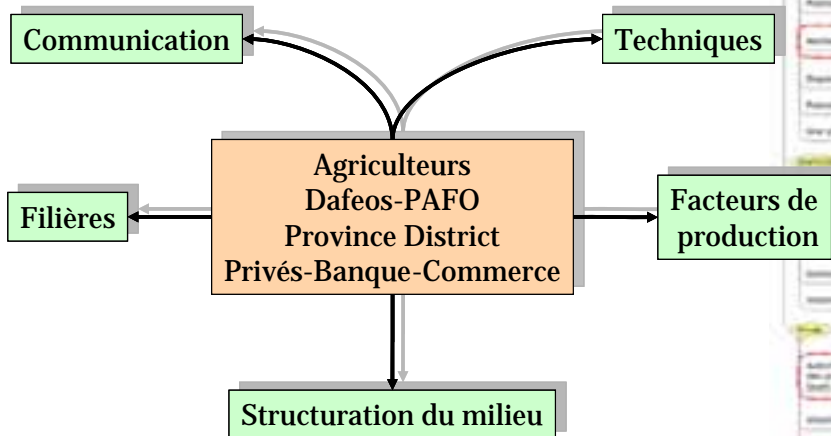 Communication
Techniques
Agriculteurs
Dafeos-PAFO
Province District
Privés-Banque-Commerce
Filières
Facteurs de
production
Structuration du milieu